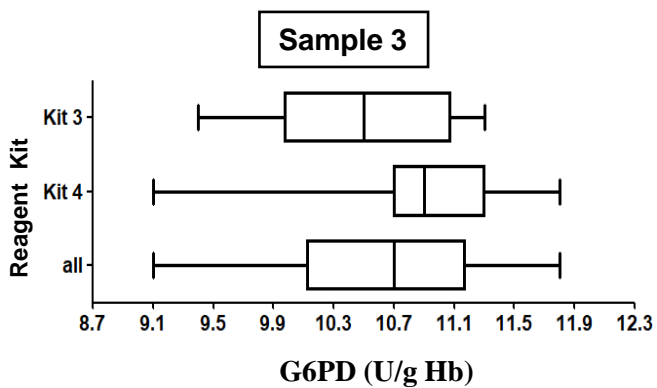 Sample 3
Reagent Kit
Kit 3
Kit 4
all
8.7 9.1 9.5 9.9 10.3 10.7 11.1 11.5 11.9 12.3
G6PD (U/g Hb)